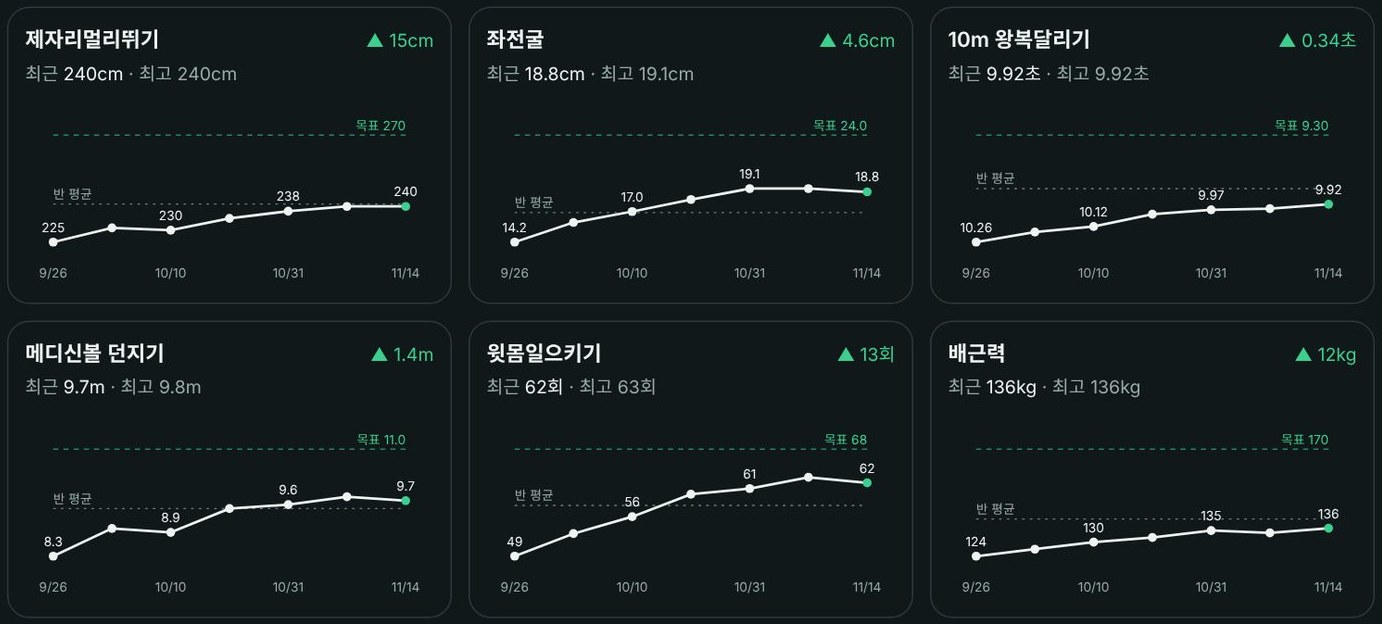 제자리멀리뛰기 ▲ 15cm
최근 240cm · 최고 240cm
목표 270
반 평균
225 230 238 240
9/26 10/10 10/31 11/14
좌전굴 ▲ 4.6cm
최근 18.8cm · 최고 19.1cm
목표 24.0
반 평균
14.2 17.0 19.1 18.8
9/26 10/10 10/31 11/14
10m 왕복달리기 ▲ 0.34초
최근 9.92초 · 최고 9.92초
목표 9.30
반 평균
10.26 10.12 9.97 9.92
9/26 10/10 10/31 11/14
메디신볼 던지기 ▲ 1.4m
최근 9.7m · 최고 9.8m
목표 11.0
반 평균
8.3 8.9 9.6 9.7
9/26 10/10 10/31 11/14
윗몸일으키기 ▲ 13회
최근 62회 · 최고 63회
목표 68
반 평균
49 56 61 62
9/26 10/10 10/31 11/14
배근력 ▲ 12kg
최근 136kg · 최고 136kg
목표 170
반 평균
124 130 135 136
9/26 10/10 10/31 11/14